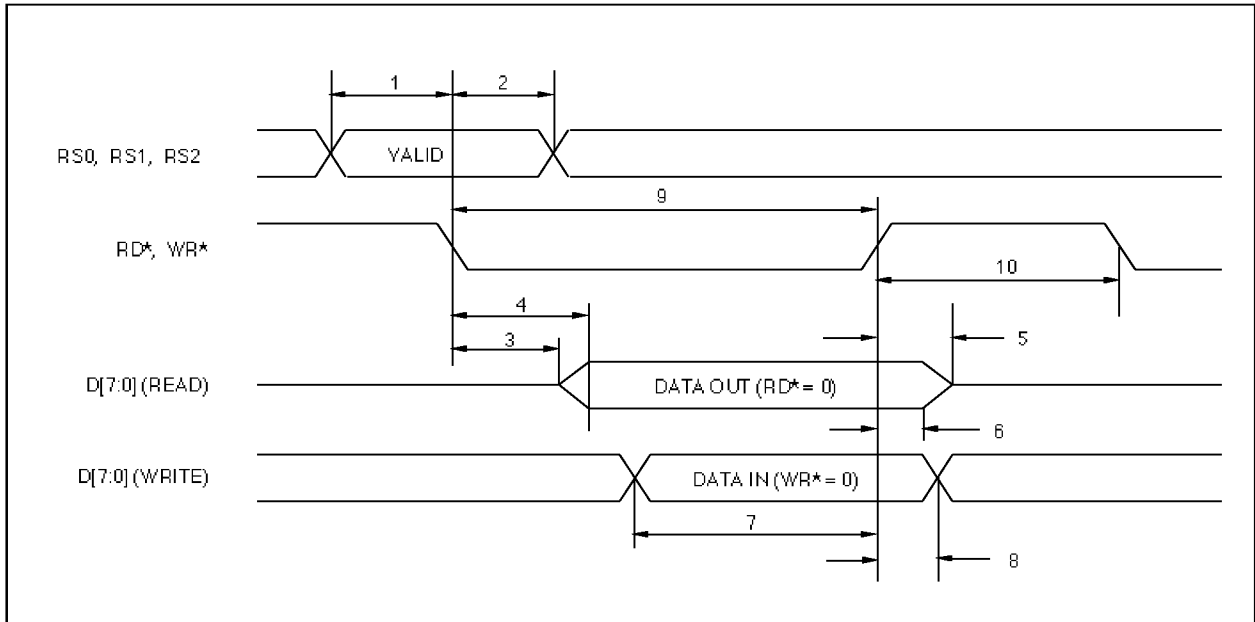 1 2
RS0, RS1, RS2 VALID
9
RD*, WR*
10
4
3 5
D[7:0] (READ) DATA OUT (RD* = 0)
6
D[7:0] (WRITE) DATA IN (WR* = 0)
7
8